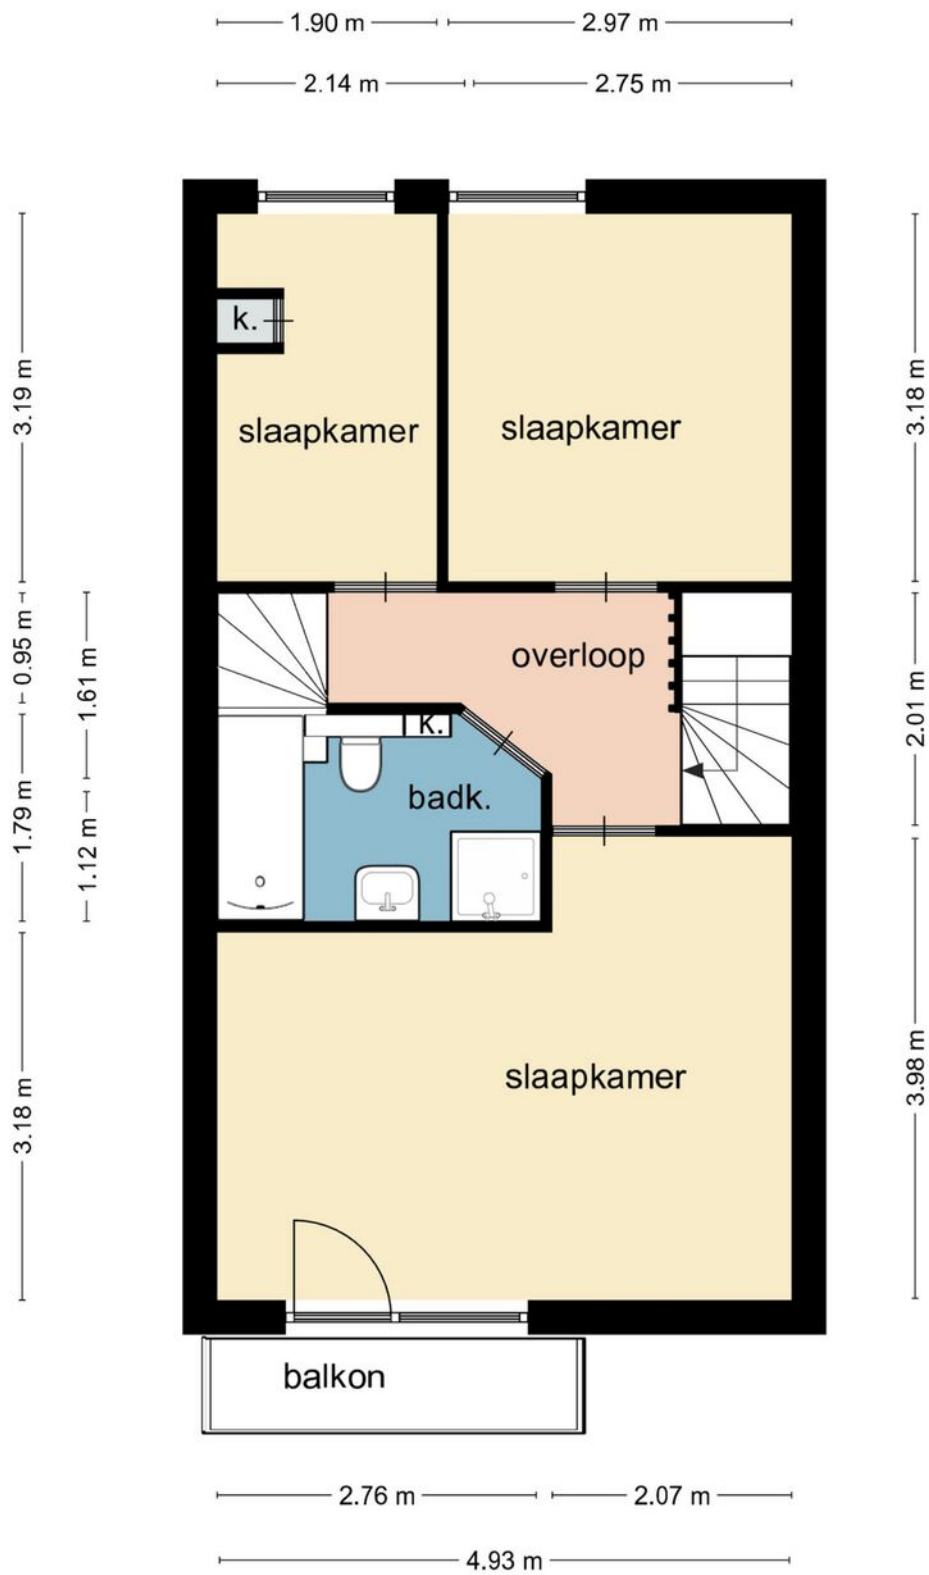 1.90 m
2.97 m
2.14 m
2.75 m
k.
3.19 m
3.18 m
slaapkamer
slaapkamer
0.95 m
1.61 m
overloop
2.01 m
k.
badk.
1.79 m
1.12 m
3.18 m
slaapkamer
3.98 m
balkon
2.76 m
2.07 m
4.93 m